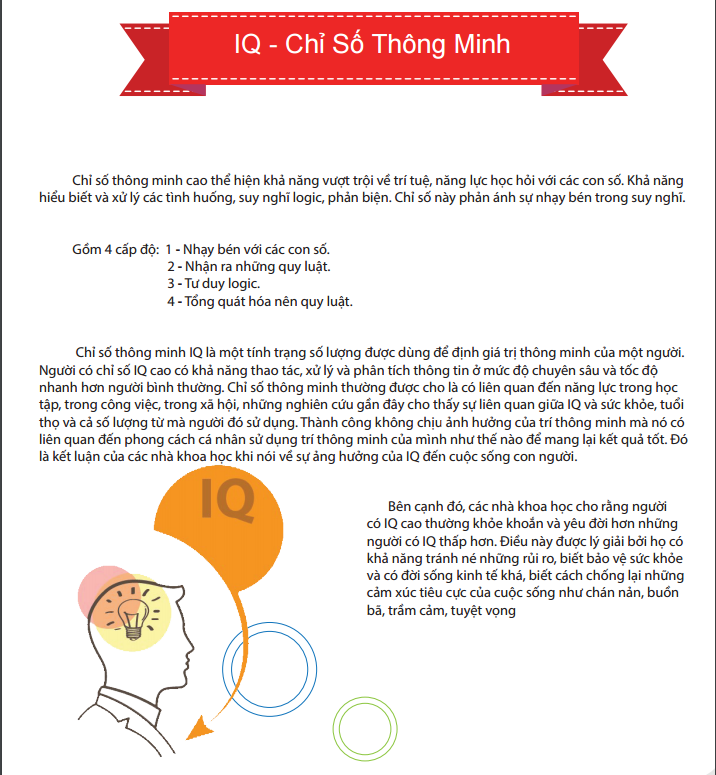 IQ - Chỉ Số Thông Minh
Chỉ số thông minh cao thể hiện khả năng vượt trội về trí tuệ, năng lực học hỏi với các con số. Khả năng
hiểu biết và xử lý các tình huống, suy nghĩ logic, phản biện. Chỉ số này phản ánh sự nhạy bén trong suy nghĩ.
Gồm 4 cấp độ: 1 - Nhạy bén với các con số.
2 - Nhận ra những quy luật.
3 - Tư duy logic.
4 - Tổng quát hóa nên quy luật.
Chỉ số thông minh IQ là một tính trạng số lượng được dùng để định giá trị thông minh của một người.
Người có chỉ số IQ cao có khả năng thao tác, xử lý và phân tích thông tin ở mức độ chuyên sâu và tốc độ
nhanh hơn người bình thường. Chỉ số thông minh thường được cho là có liên quan đến năng lực trong học
tập, trong công việc, trong xã hội, những nghiên cứu gần đây cho thấy sự liên quan giữa IQ và sức khỏe, tuổi
thọ và cả số lượng từ mà người đó sử dụng. Thành công không chịu ảnh hưởng của trí thông minh mà nó có
liên quan đến phong cách cá nhân sử dụng trí thông minh của mình như thế nào để mang lại kết quả tốt. Đó
là kết luận của các nhà khoa học khi nói về sự ảng hưởng của IQ đến cuộc sống con người.
IQ
Bên cạnh đó, các nhà khoa học cho rằng người
có IQ cao thường khỏe khoắn và yêu đời hơn những
người có IQ thấp hơn. Điều này được lý giải bởi họ có
khả năng tránh né những rủi ro, biết bảo vệ sức khỏe
và có đời sống kinh tế khá, biết cách chống lại những
cảm xúc tiêu cực của cuộc sống như chán nản, buồn
bã, trầm cảm, tuyệt vọng